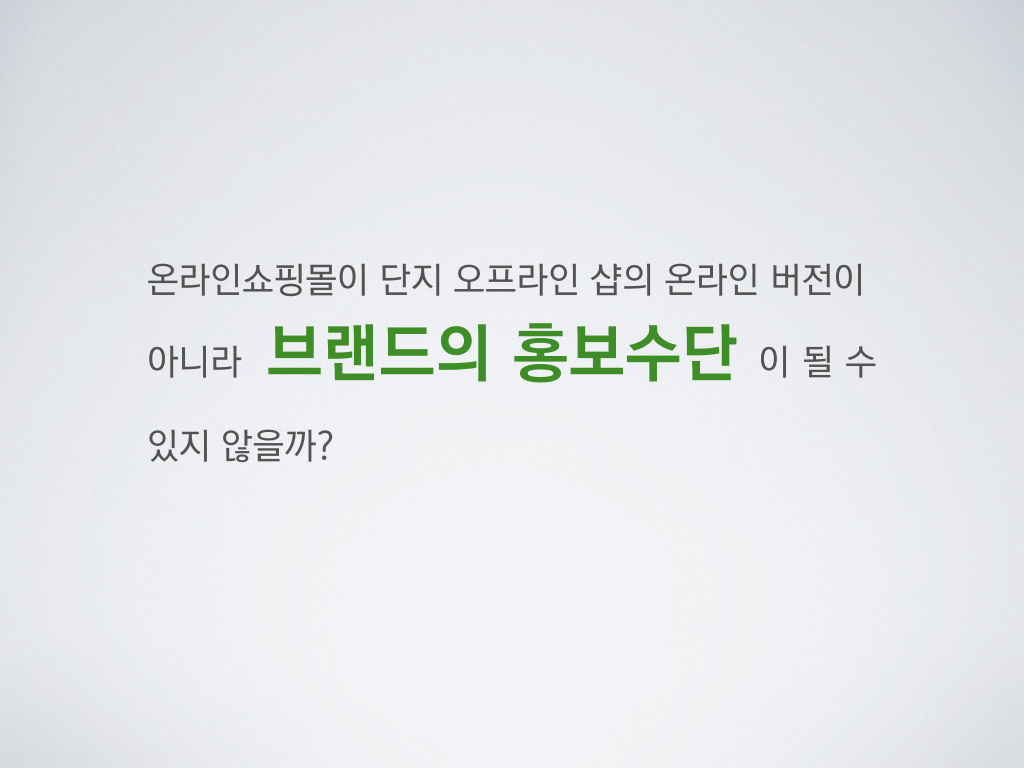 온라인쇼핑몰이 단지 오프라인 샵의 온라인 버전이
아니라 브랜드의 홍보수단 이 될 수
있지 않을까?